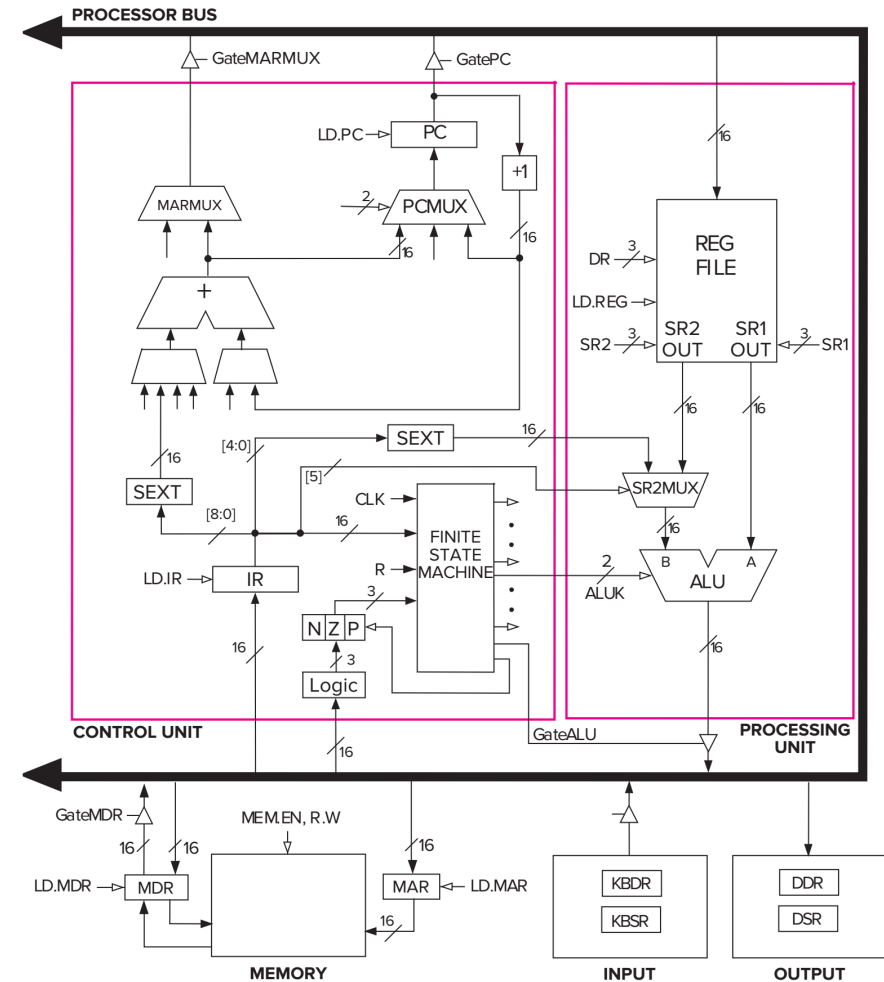 PROCESSOR BUS
GateMARMUX
GatePC
LD.PC
PC
+1
16
MARMUX
2
PCMUX
16
16
REG
FILE
DR
3
LD.REG
SR2
3
SR2
OUT
SR1
OUT
3
SR1
+
16
16
[4:0]
SEXT
16
16
SEXT
[5]
SR2MUX
[8:0]
CLK
16
16
FINITE
STATE
MACHINE
B
A
ALU
LD.IR
IR
R
2
ALUK
3
N Z P
16
3
Logic
16
16
CONTROL UNIT
GateALU
PROCESSING
UNIT
GateMDR
MEM.EN, R.W
16
16
16
LD.MDR
MDR
MAR
LD.MAR
16
KBDR
KBSR
DDR
DSR
MEMORY
INPUT
OUTPUT